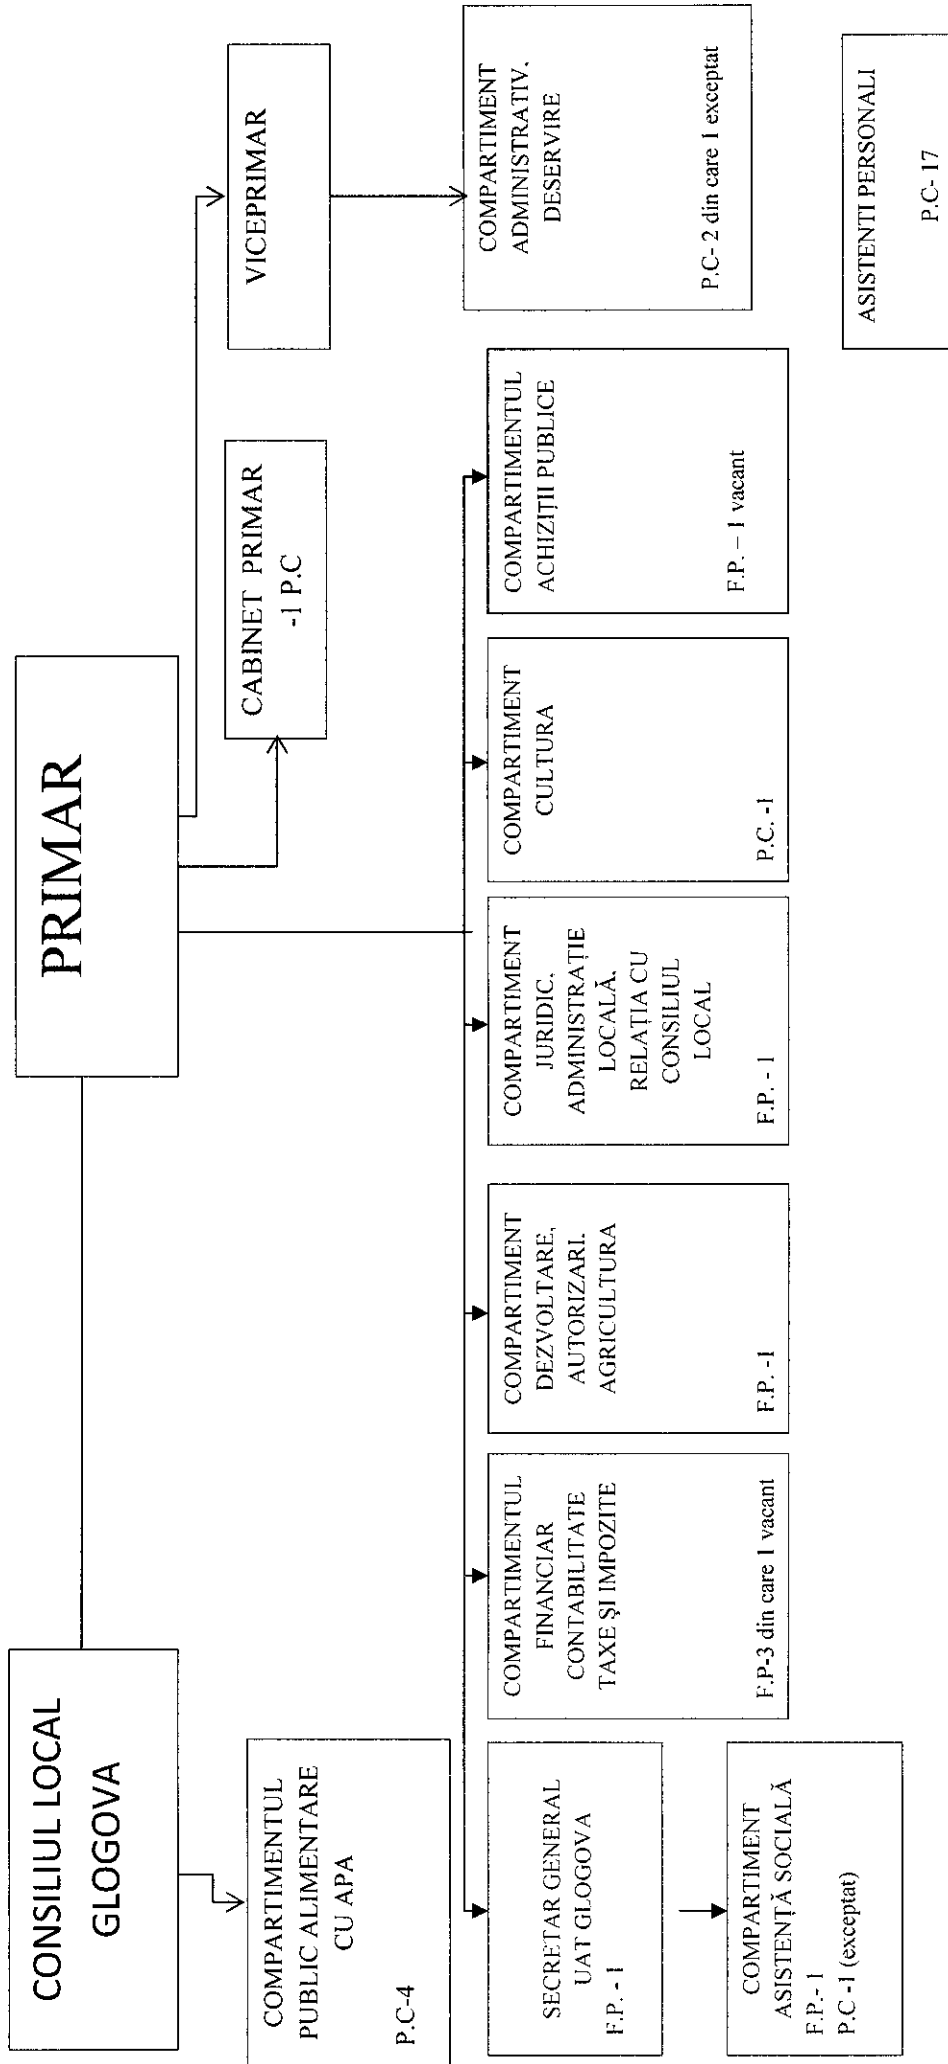 CONSILIUL LOCAL
GLOGOVA
PRIMAR
COMPARTIMENTUL
PUBLIC ALIMENTARE
CU APA
P.C-4
CABINET PRIMAR
-1 P.C
VICEPRIMAR
SECRETAR GENERAL
UAT GLOGOVA
F.P. - 1
COMPARTIMENTUL
FINANCIAR
CONTABILITATE
TAXE ŞI IMPOZITE
F.P-3 din care 1 vacant
COMPARTIMENT
DEZVOLTARE,
AUTORIZARI.
AGRICULTURA
F.P. -1
COMPARTIMENT
JURIDIC.
ADMINISTRAȚIE
LOCALĂ,
RELAȚIA CU
CONSILIUL
LOCAL
F.P. - 1
COMPARTIMENT
CULTURA
P.C. -1
COMPARTIMENTUL
ACHIZIȚII PUBLICE
F.P. – 1 vacant
COMPARTIMENT
ADMINISTRATIV.
DESERVIRE
P.C- 2 din care 1 exceptat
COMPARTIMENT
ASISTENȚĂ SOCIALĂ
F.P.- 1
P.C -1 (exceptat)
ASISTENTI PERSONALI
P.C- 17